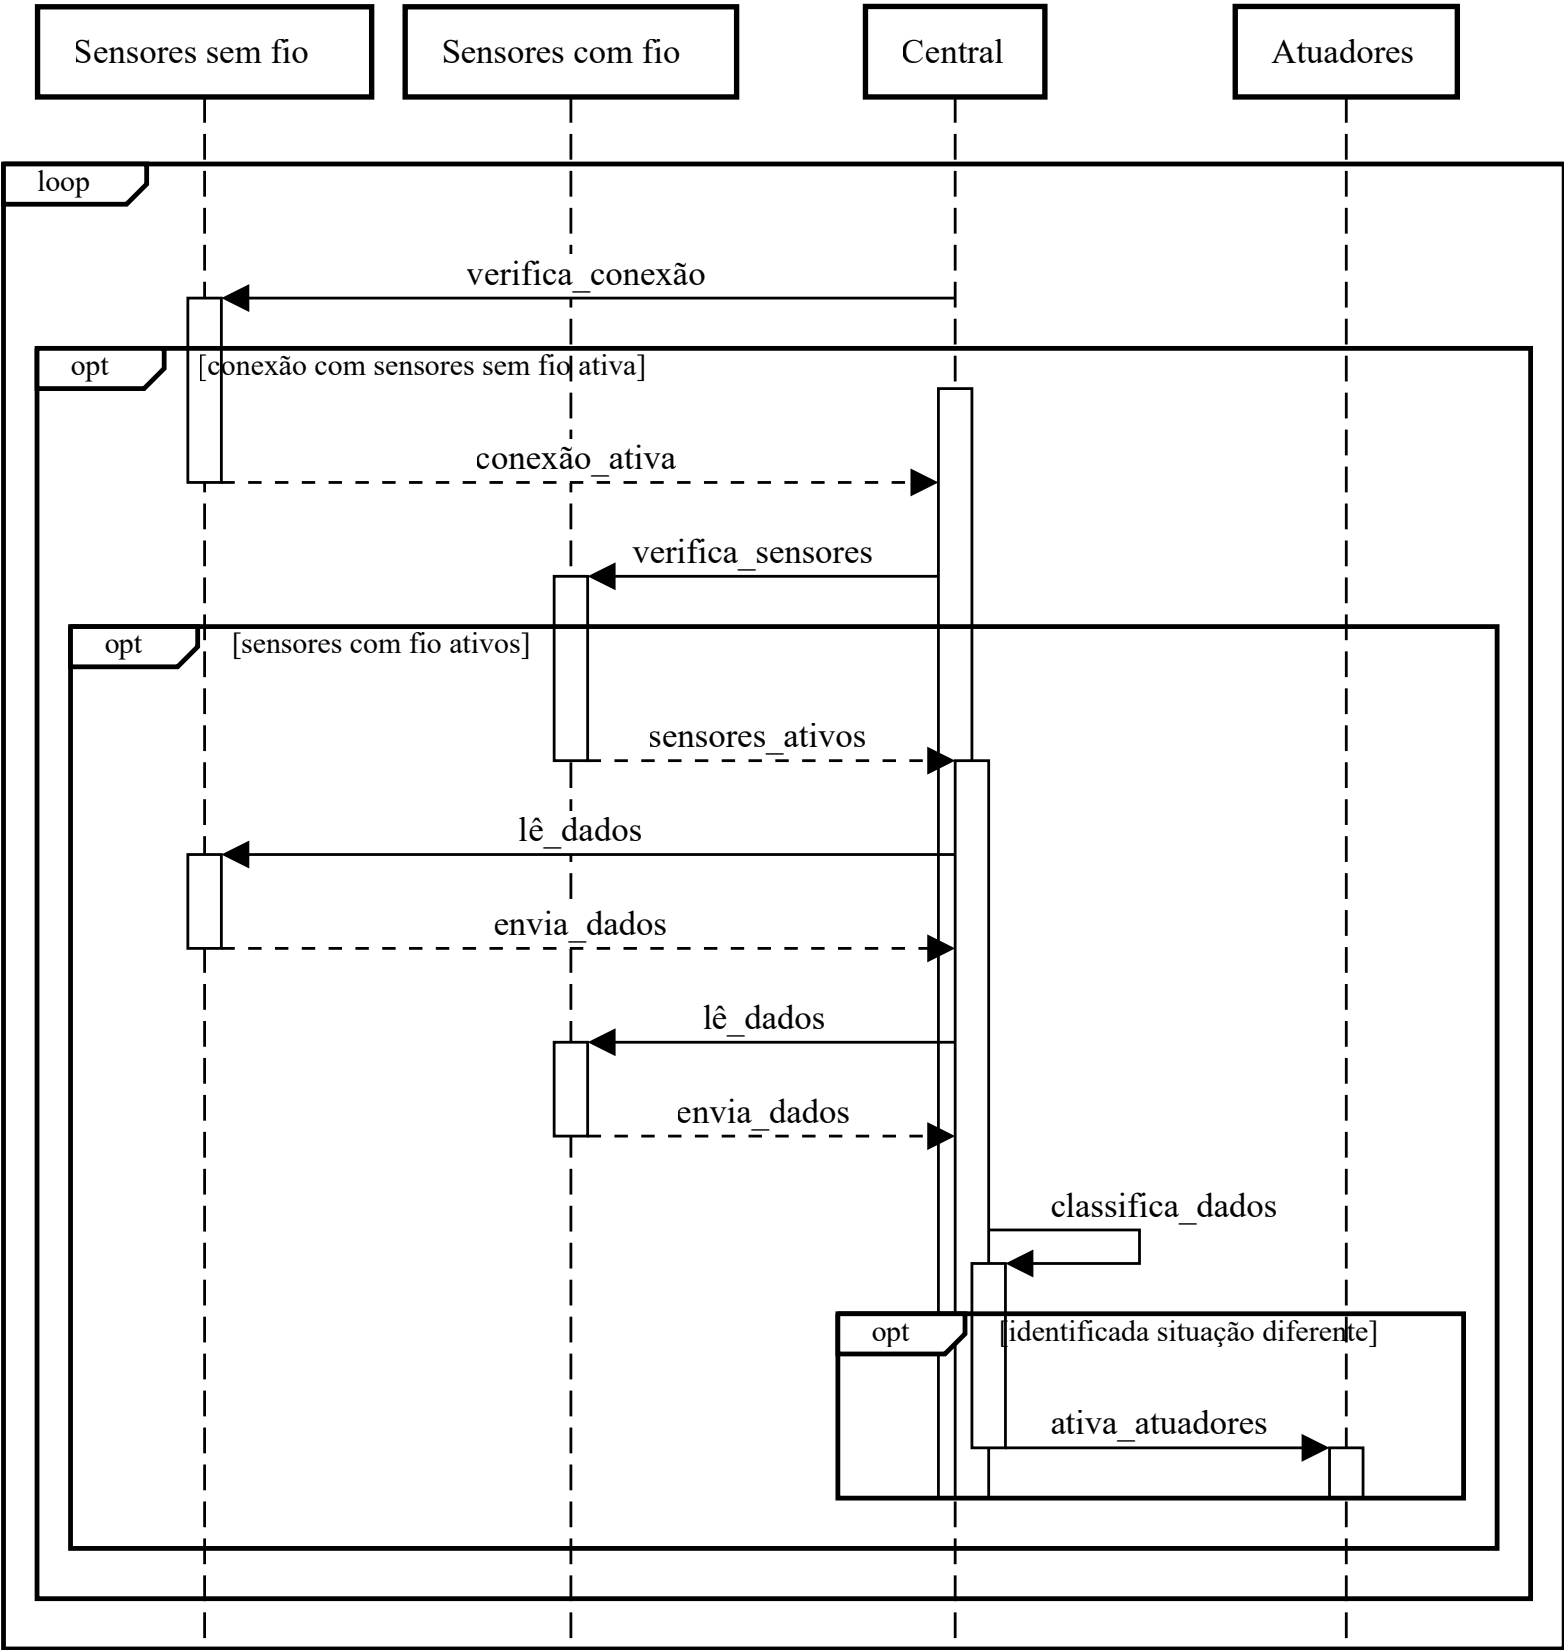 Sensores sem fio
Sensores com fio
Central
Atuadores
loop
verifica_conexão
opt
[conexão com sensores sem fio ativa]
conexão_ativa
verifica_sensores
opt
[sensores com fio ativos]
sensores_ativos
lê_dados
envia_dados
lê_dados
envia_dados
classifica_dados
opt
[identificada situação diferente]
ativa_atuadores